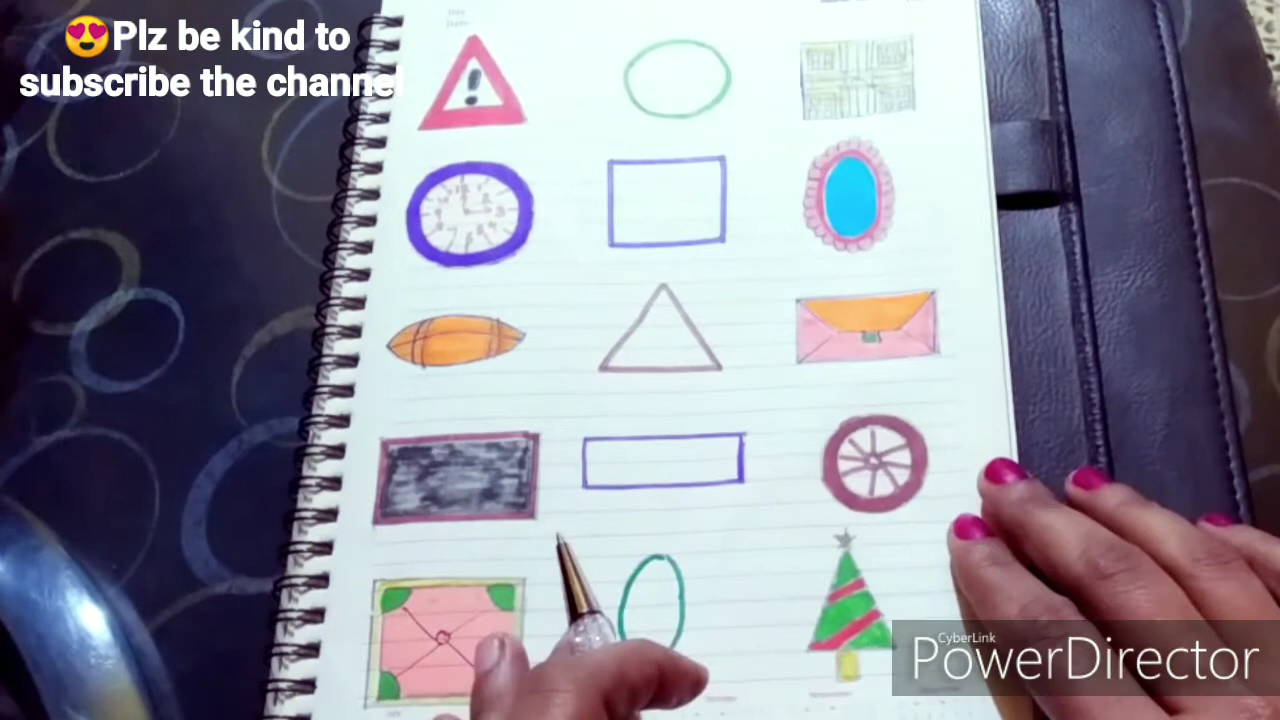 😍Plz be kind to
subscribe the channel
CyberLink
PowerDirector